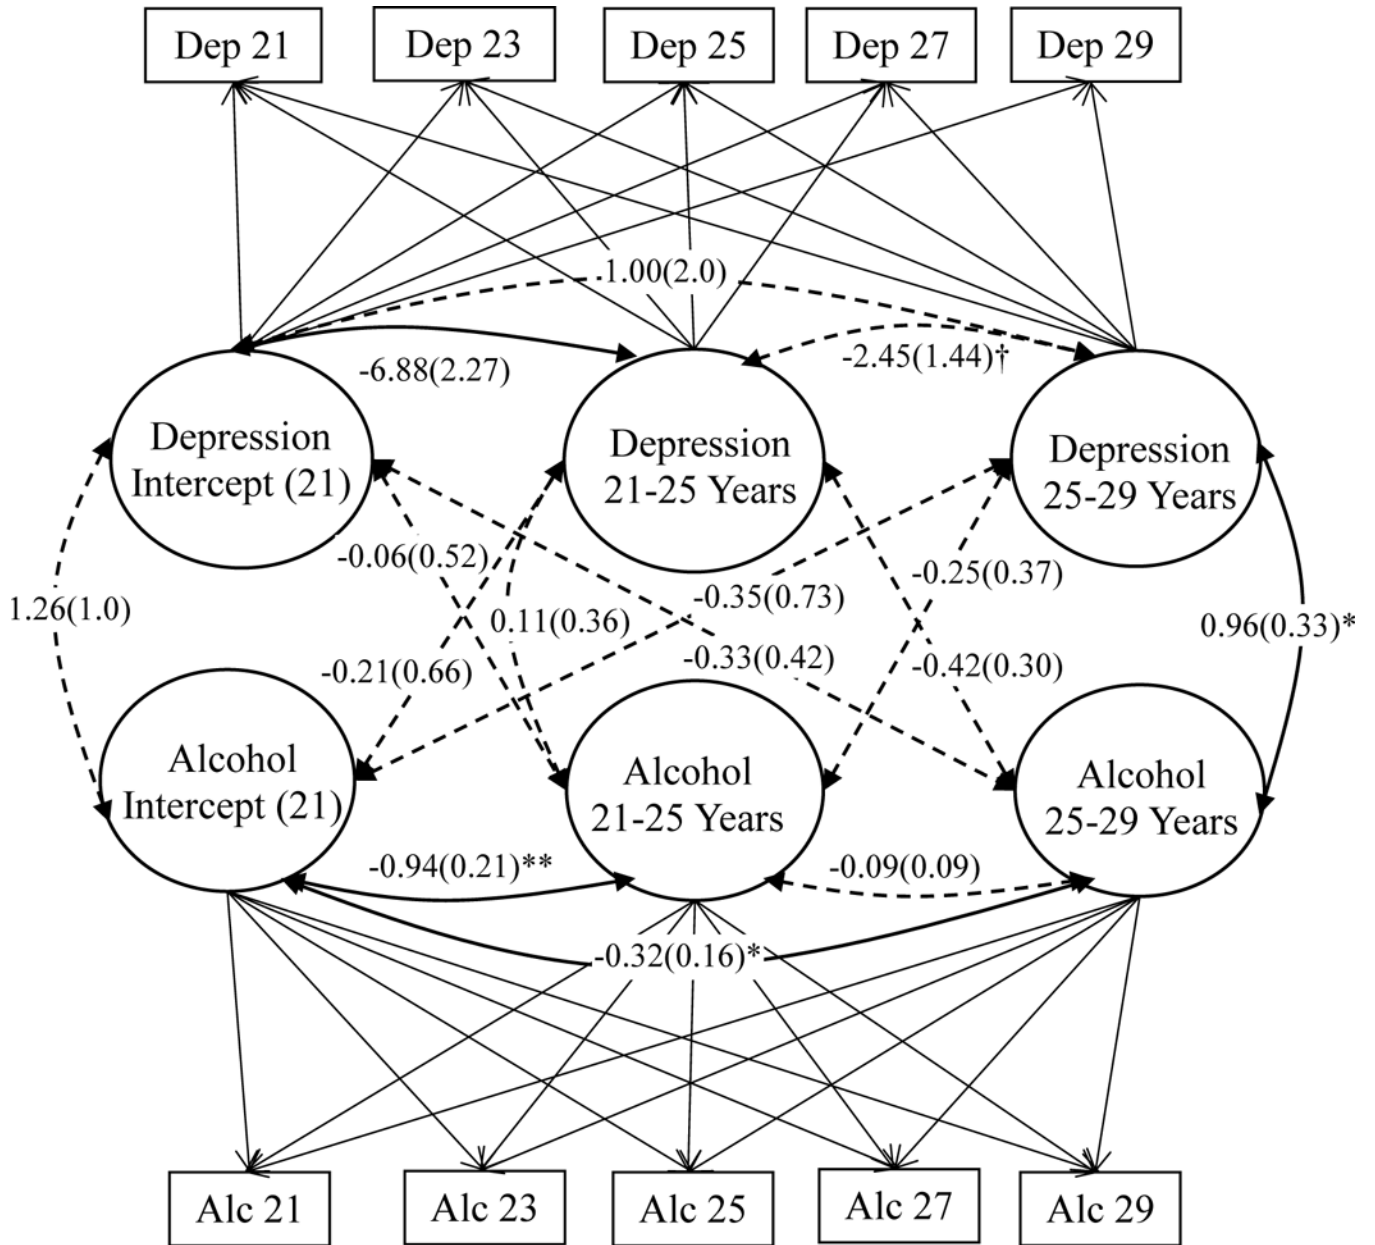 Dep 21
Dep 23
Dep 25
Dep 27
Dep 29
-1.00(2.0)
-6.88(2.27)
-2.45(1.44)†
Depression
Intercept (21)
Depression
21-25 Years
Depression
25-29 Years
-0.06(0.52)
-0.25(0.37)
-0.35(0.73)
1.26(1.0)
0.11(0.36)
0.96(0.33)*
-0.21(0.66)
-0.33(0.42)
-0.42(0.30)
Alcohol
Intercept (21)
Alcohol
21-25 Years
Alcohol
25-29 Years
-0.94(0.21)**
-0.09(0.09)
-0.32(0.16)*
Alc 21
Alc 23
Alc 25
Alc 27
Alc 29